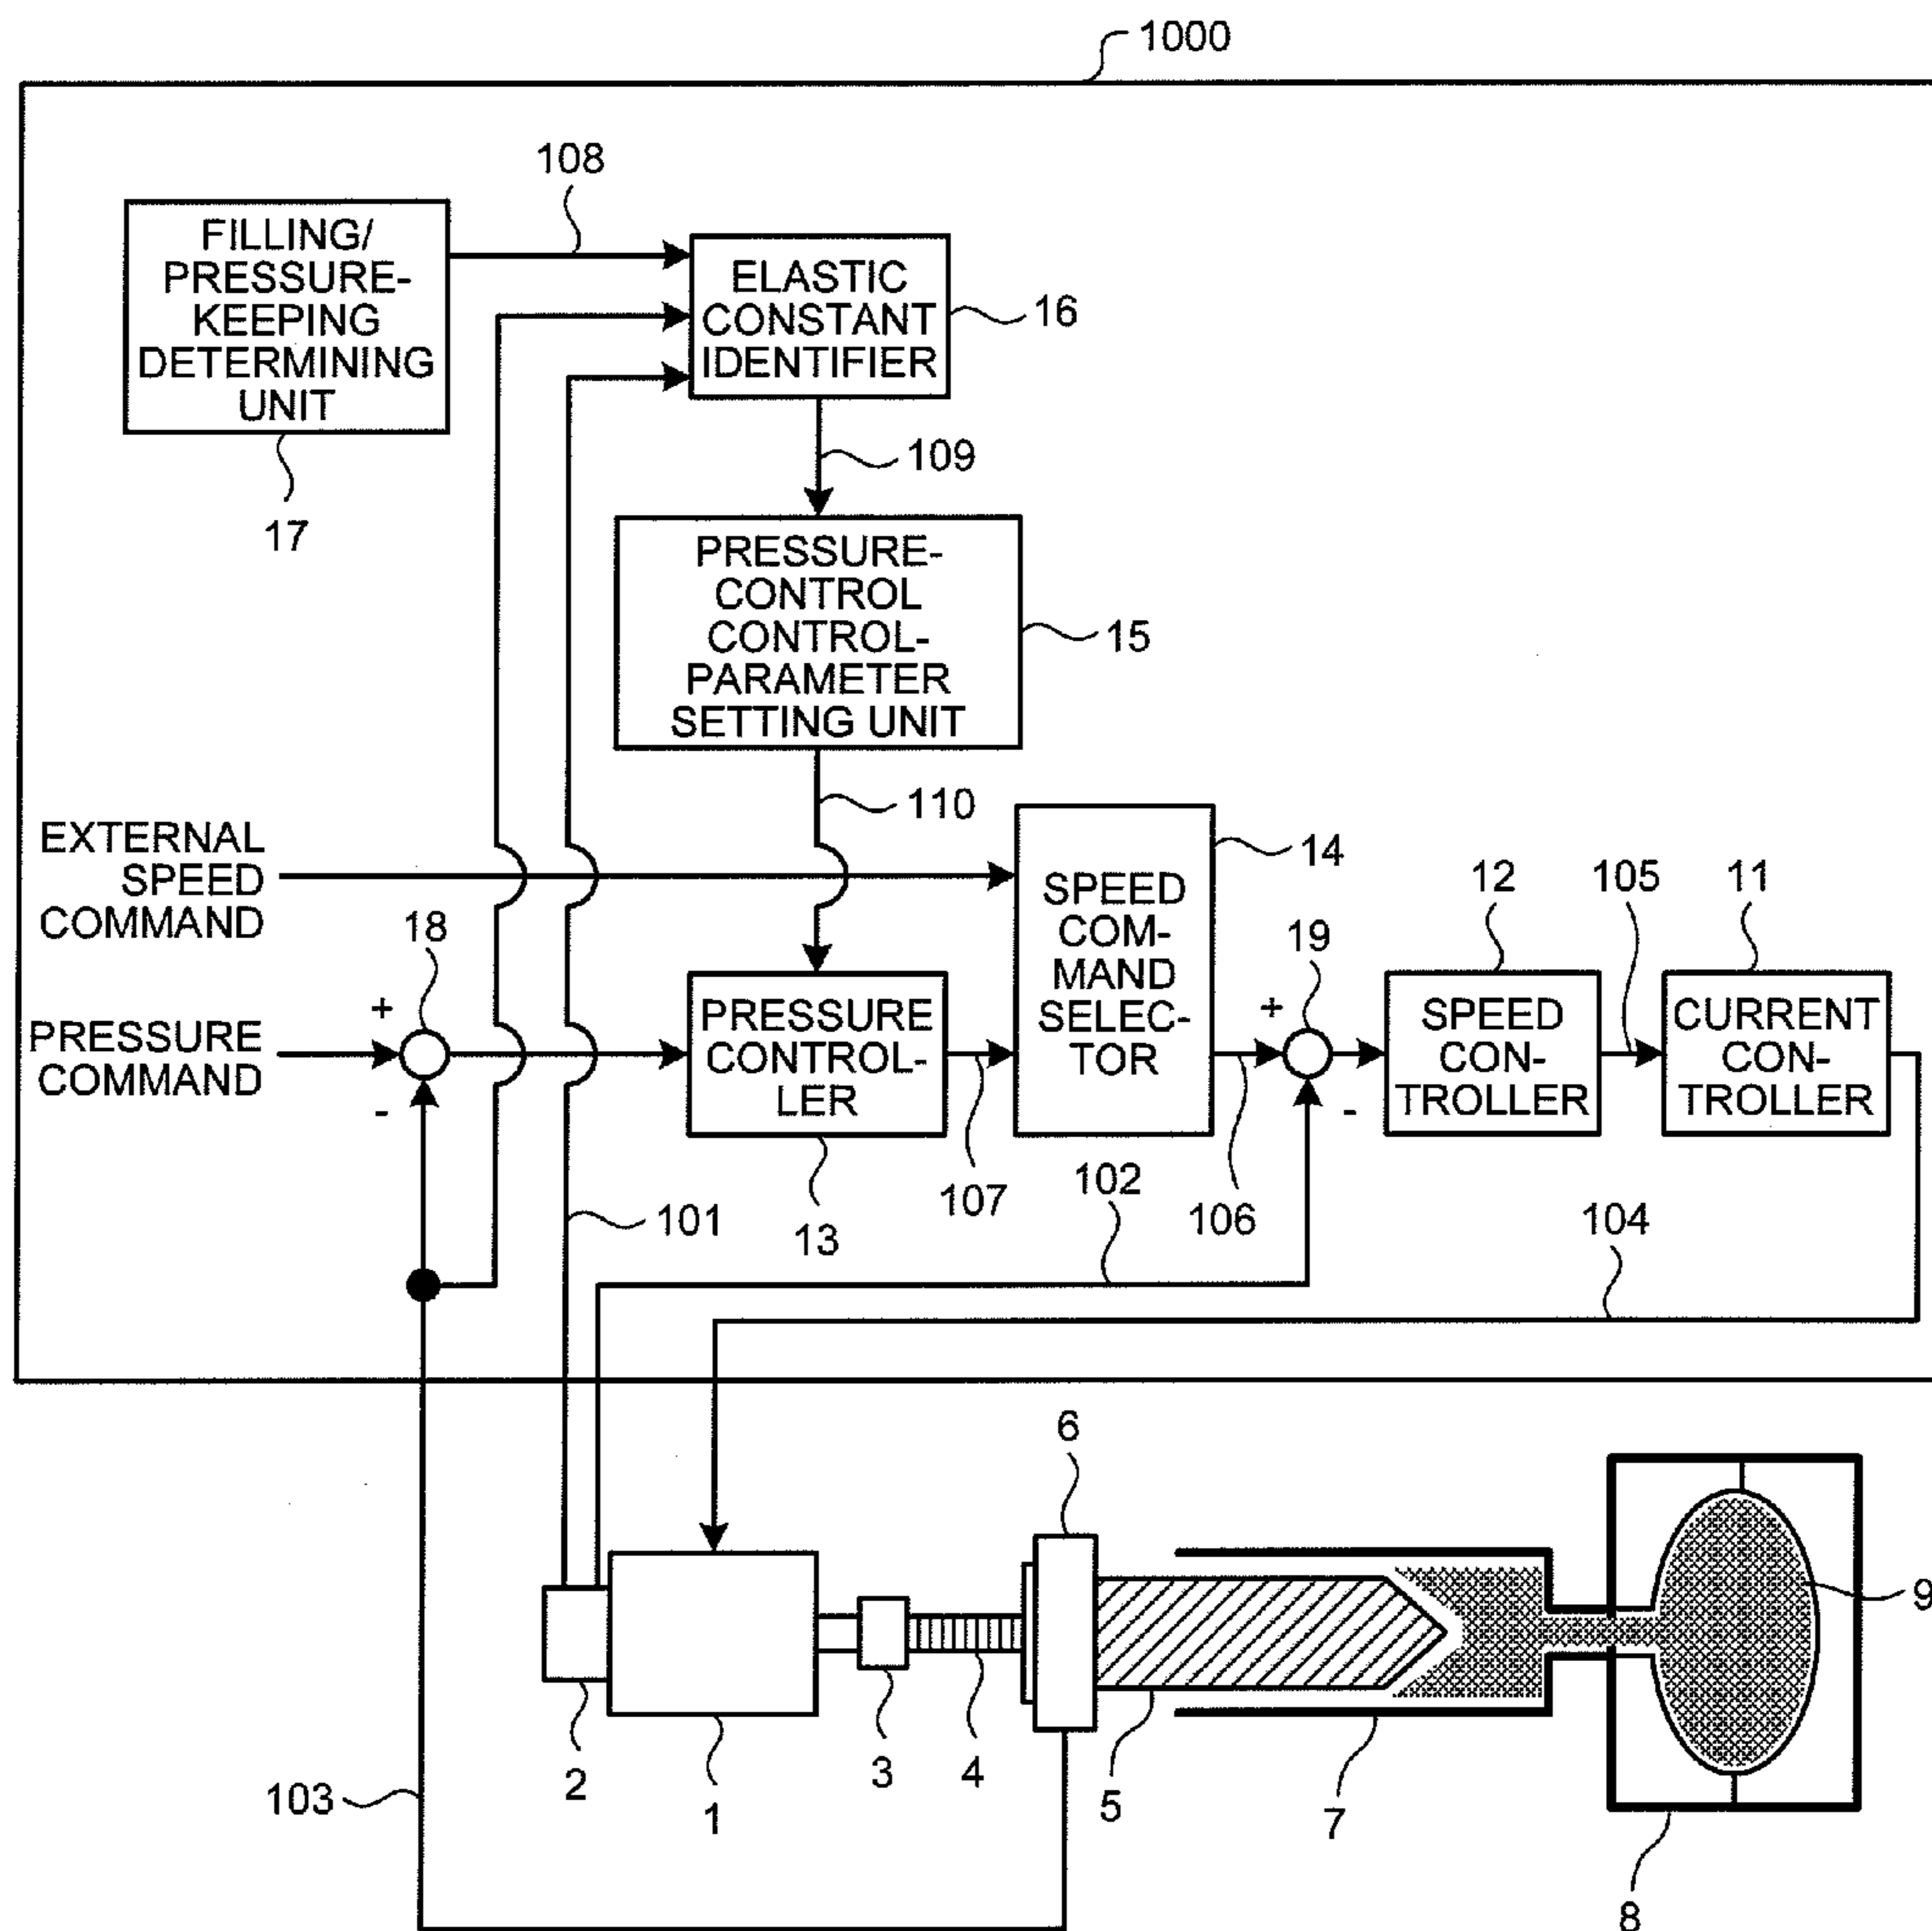 1000
108
FILLING/
PRESSURE-
KEEPING
DETERMINING
UNIT
17
ELASTIC
CONSTANT
IDENTIFIER
16
109
PRESSURE-
CONTROL
CONTROL-
PARAMETER
SETTING UNIT
15
110
EXTERNAL
SPEED
COMMAND
14
SPEED
COM-
MAND
SELEC-
TOR
18
+
-
PRESSURE
COMMAND
PRESSURE
CONTROL-
LER
13
107
106
19
+
-
12
SPEED
CON-
TROLLER
105
11
CURRENT
CON-
TROLLER
101
102
104
103
6
9
2
1
3
4
5
7
8